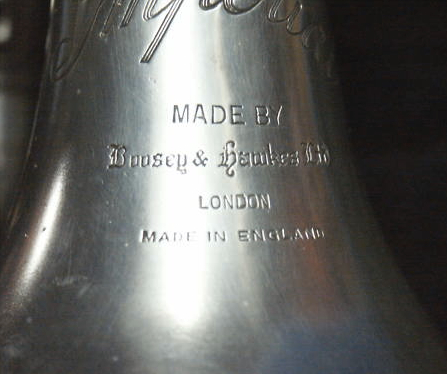 MADE BY
Boosey & Hawkes Ltd
LONDON
MADE IN ENGLAND